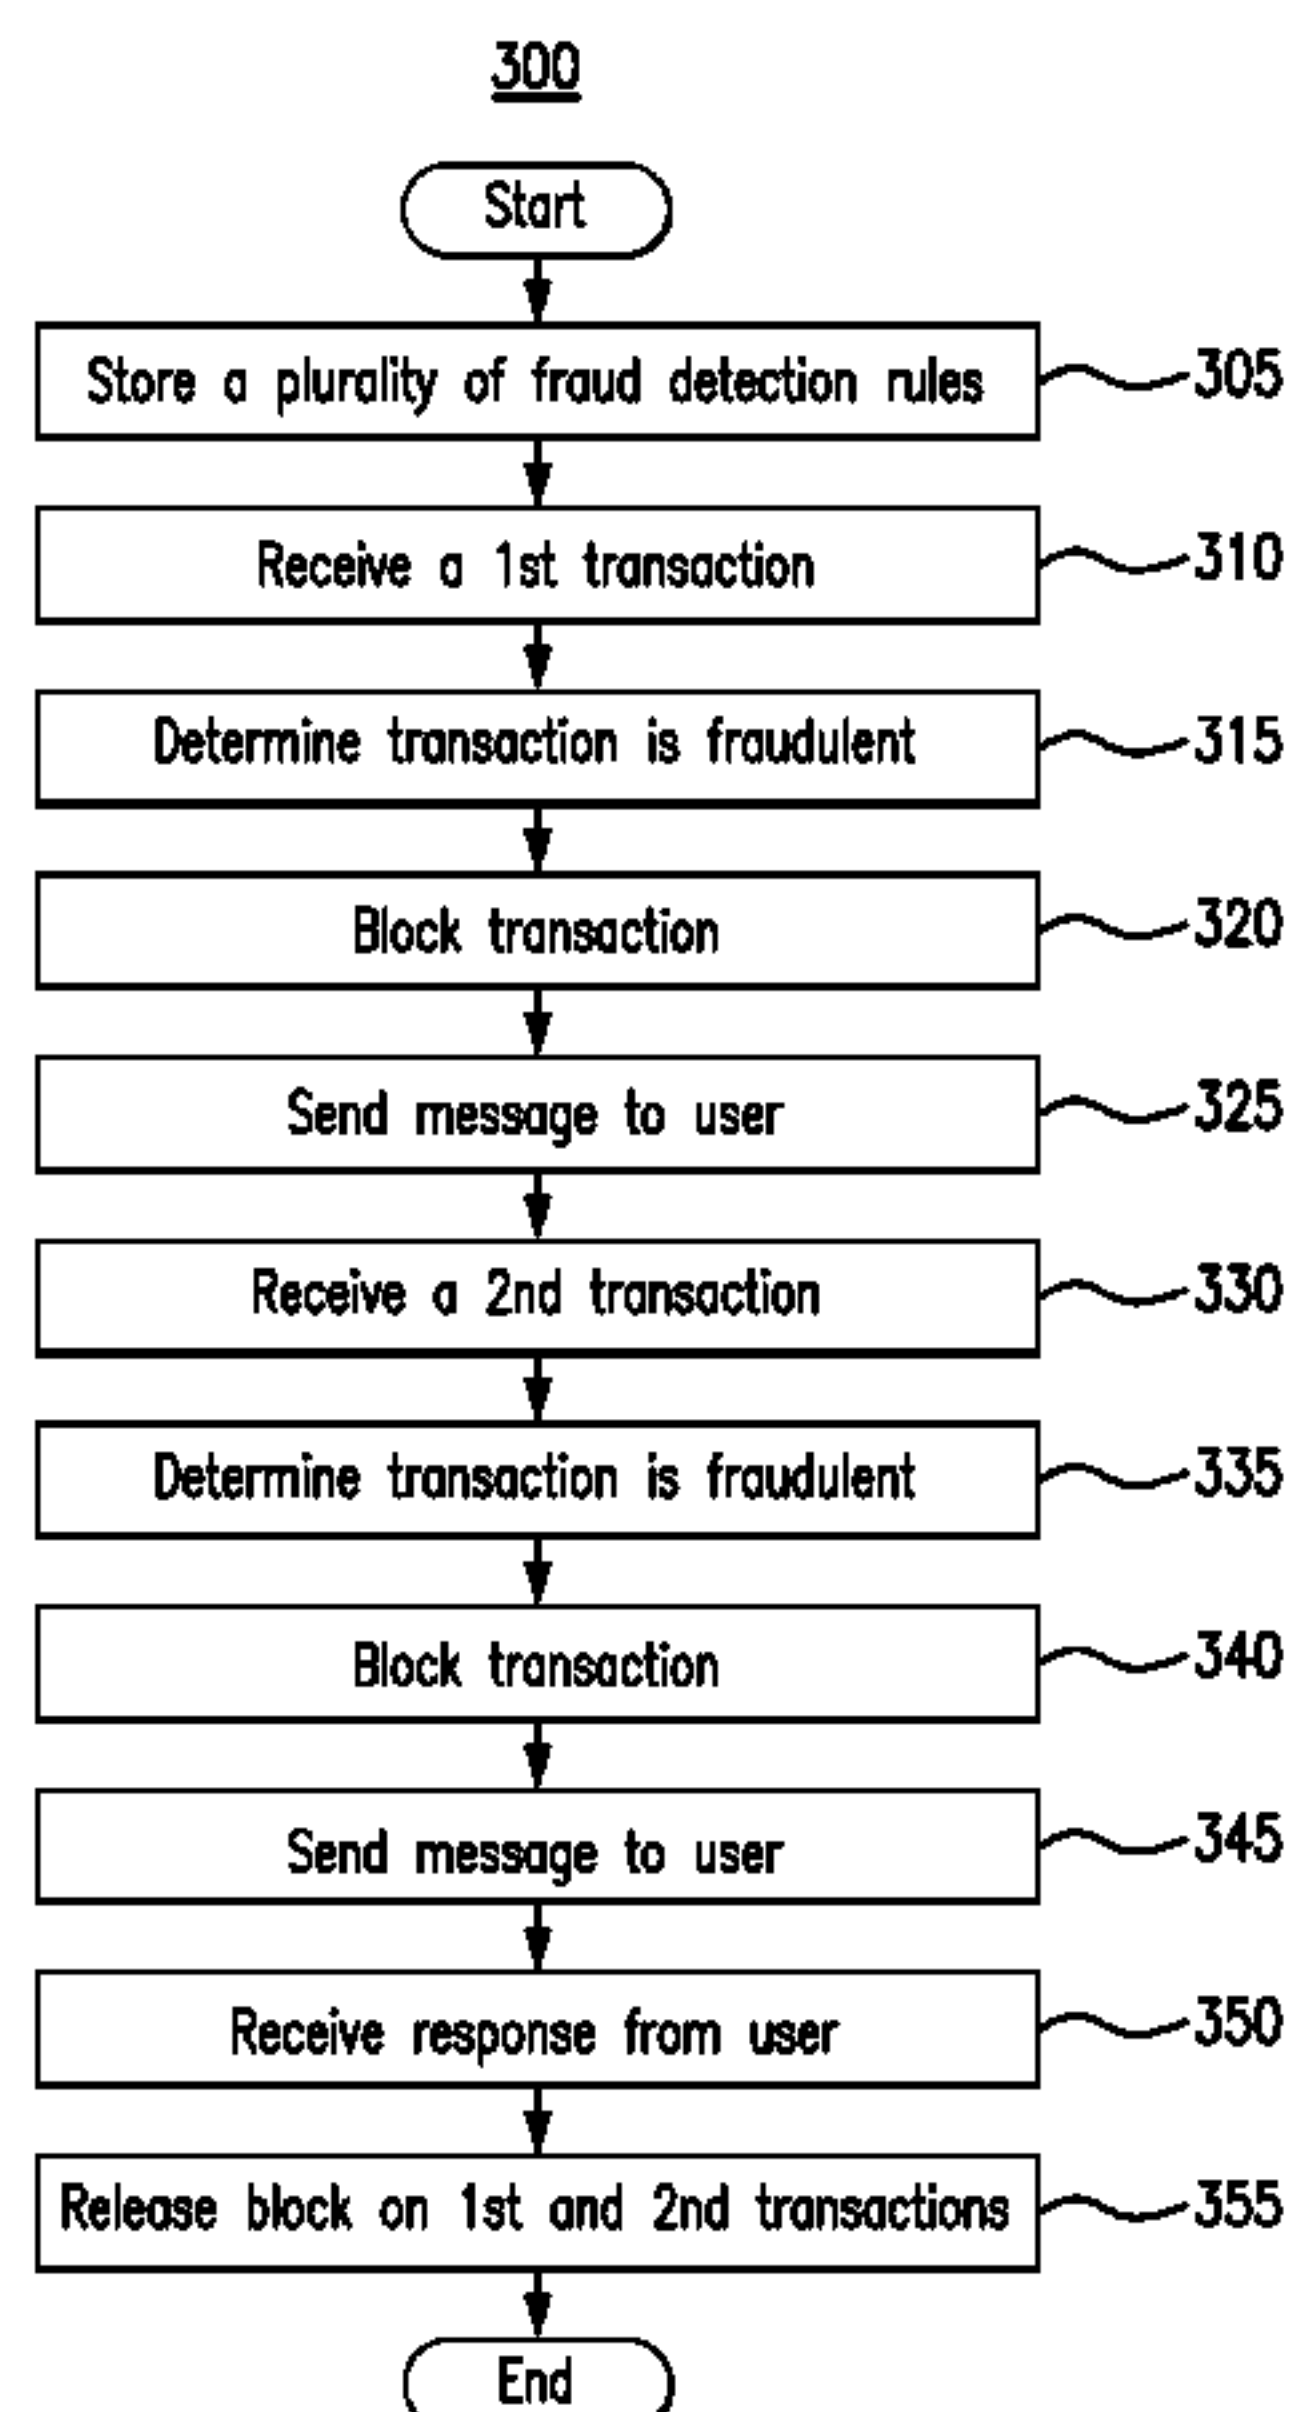 300
Start
Store a plurality of fraud detection rules
305
Receive a 1st transaction
310
Determine transaction is fraudulent
315
Block transaction
320
Send message to user
325
Receive a 2nd transaction
330
Determine transaction is fraudulent
335
Block transaction
340
Send message to user
345
Receive response from user
350
Release block on 1st and 2nd transactions
355
End